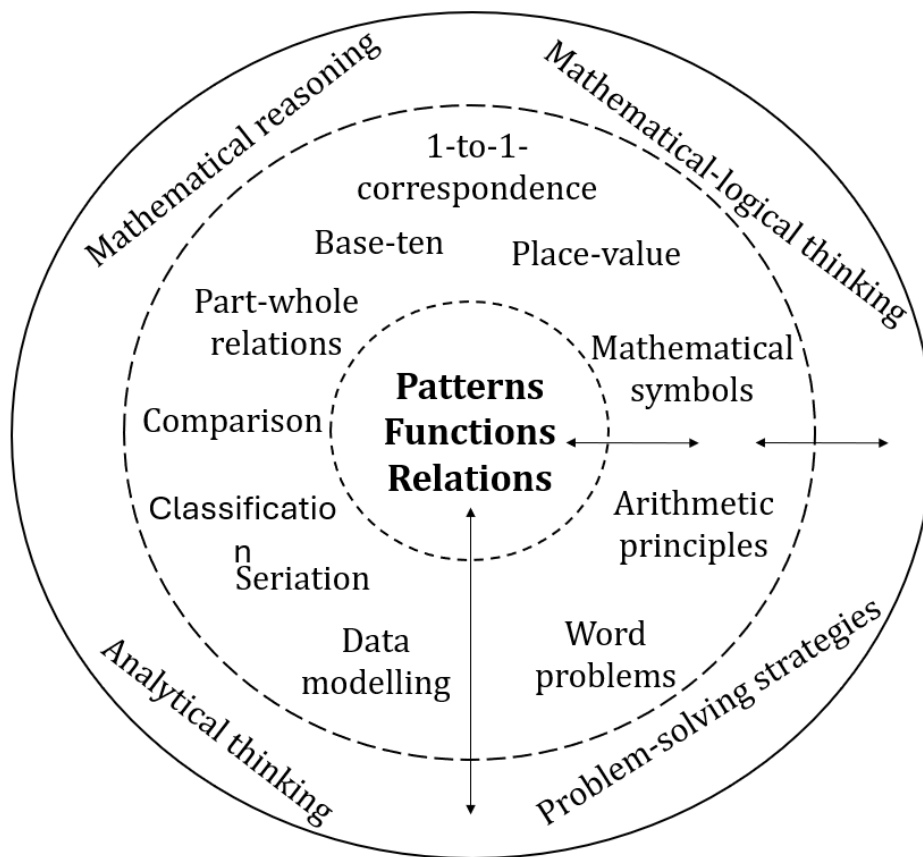 Mathematical reasoning
Mathematical-logical thinking
1-to-1-
correspondence
Base-ten
Place-value
Part-whole
relations
Mathematical
symbols
Patterns
Functions
Relations
Comparison
Classificatio
n
Seriation
Arithmetic
principles
Data
modelling
Word
problems
Analytical thinking
Problem-solving strategies